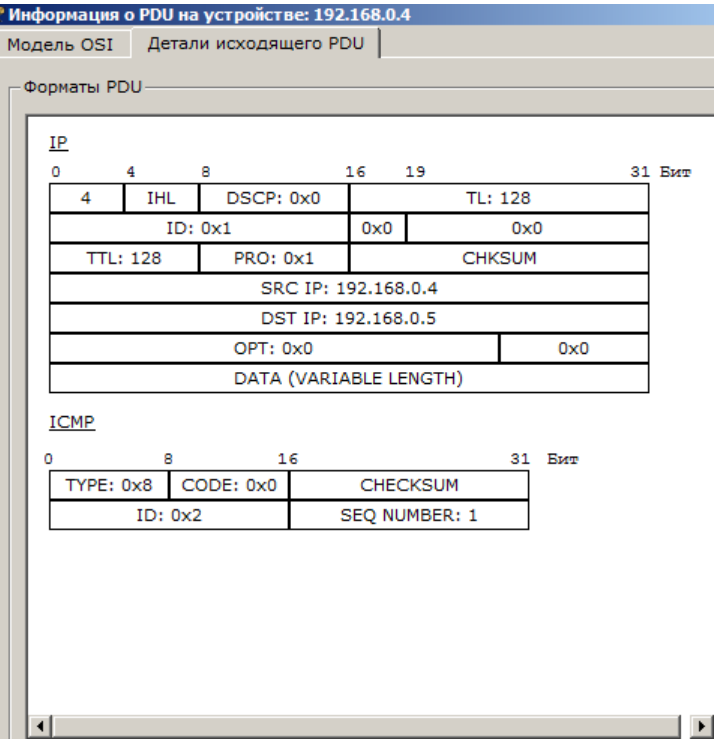 Информация о PDU на устройстве: 192.168.0.4
Модель OSI Детали исходящего PDU
Форматы PDU
IP
0 4 8 16 19 31 Бит
4 IHL DSCP: 0x0 TL: 128
ID: 0x1 0x0 0x0
TTL: 128 PRO: 0x1 CHKSUM
SRC IP: 192.168.0.4
DST IP: 192.168.0.5
OPT: 0x0 0x0
DATA (VARIABLE LENGTH)
ICMP
0 8 16 31 Бит
TYPE: 0x8 CODE: 0x0 CHECKSUM
ID: 0x2 SEQ NUMBER: 1